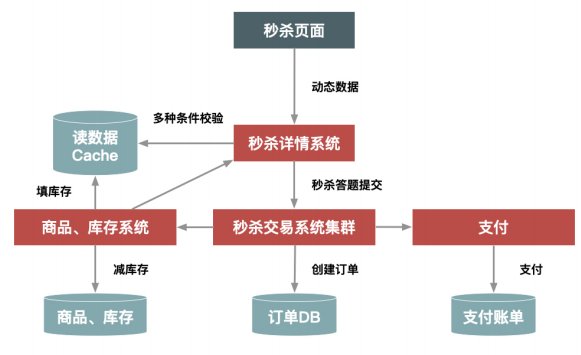 秒杀页面
动态数据
多种条件校验
读数据
Cache
秒杀详情系统
填库存
秒杀答题提交
商品、库存系统
秒杀交易系统集群
支付
减库存
创建订单
支付
商品、库存
订单DB
支付账单